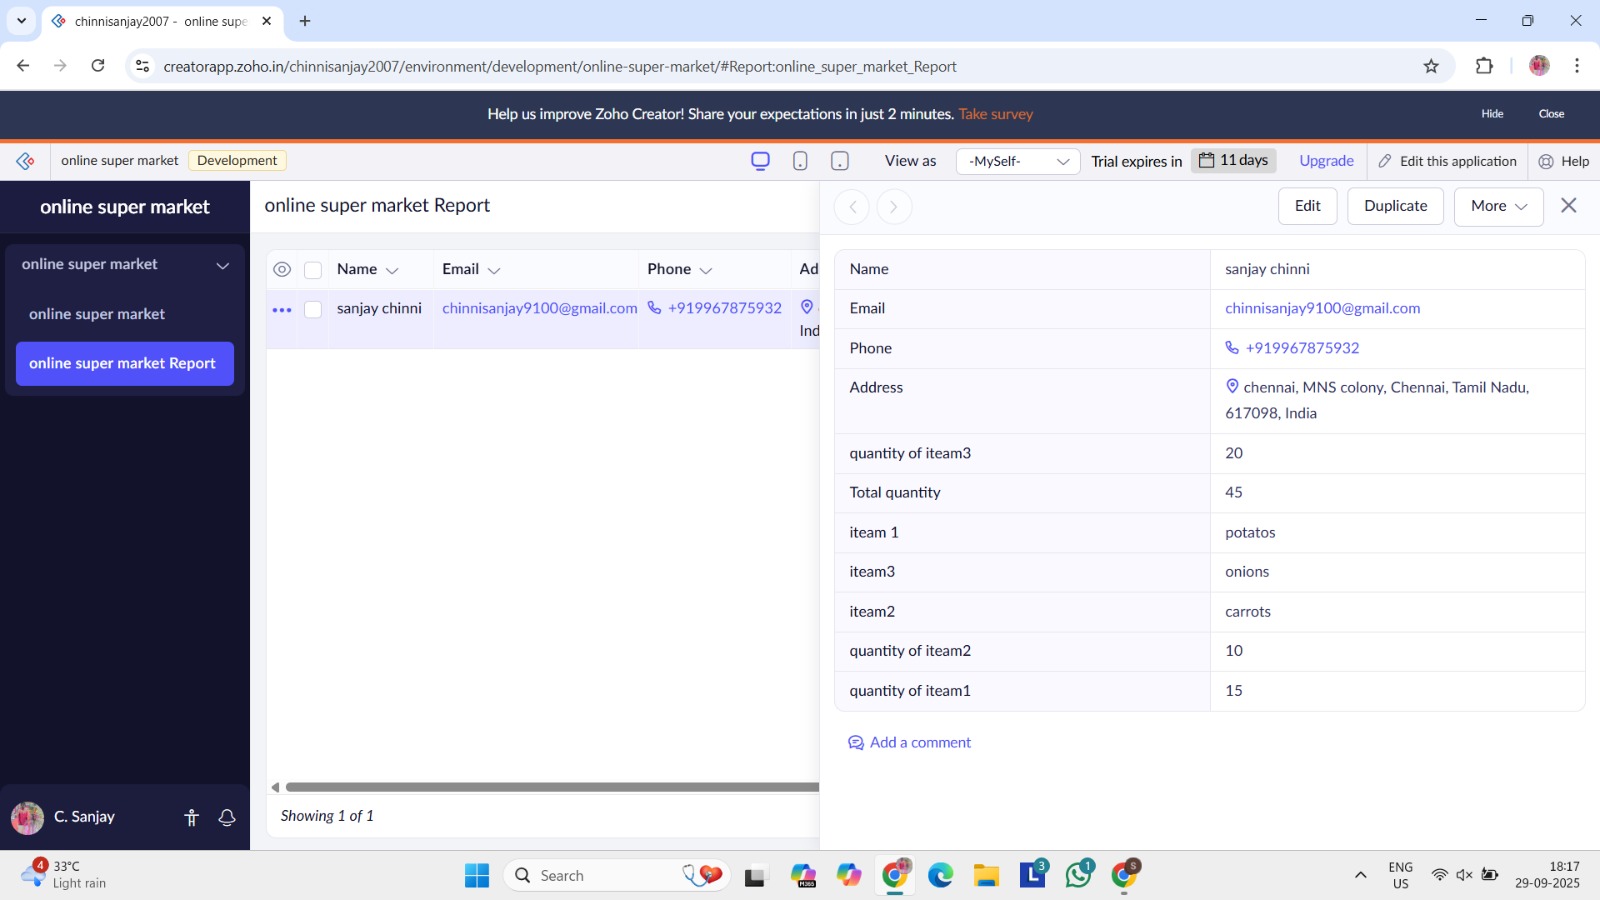 chinnisanjay2007 - online supe
creatorapp.zoho.in/chinnisanjay2007/environment/development/online-super-market/#Report:online_super_market_Report
Help us improve Zoho Creator! Share your expectations in just 2 minutes. Take survey
Hide
Close
online super market
Development
View as
-MySelf-
Trial expires in
11 days
Upgrade
Edit this application
Help
online super market
online super market
online super market
online super market Report
C. Sanjay
online super market Report
Name
Email
Phone
Ad
sanjay chinni
chinnisanjay9100@gmail.com
+919967875932
Ind
Showing 1 of 1
Edit
Duplicate
More
Name sanjay chinni
Email chinnisanjay9100@gmail.com
Phone +919967875932
Address chennai, MNS colony, Chennai, Tamil Nadu,
617098, India
quantity of iteam3 20
Total quantity 45
iteam 1 potatos
iteam3 onions
iteam2 carrots
quantity of iteam2 10
quantity of iteam1 15
Add a comment
4
33°C
Light rain
Search
M365
L
3
1
S
ENG
US
18:17
29-09-2025